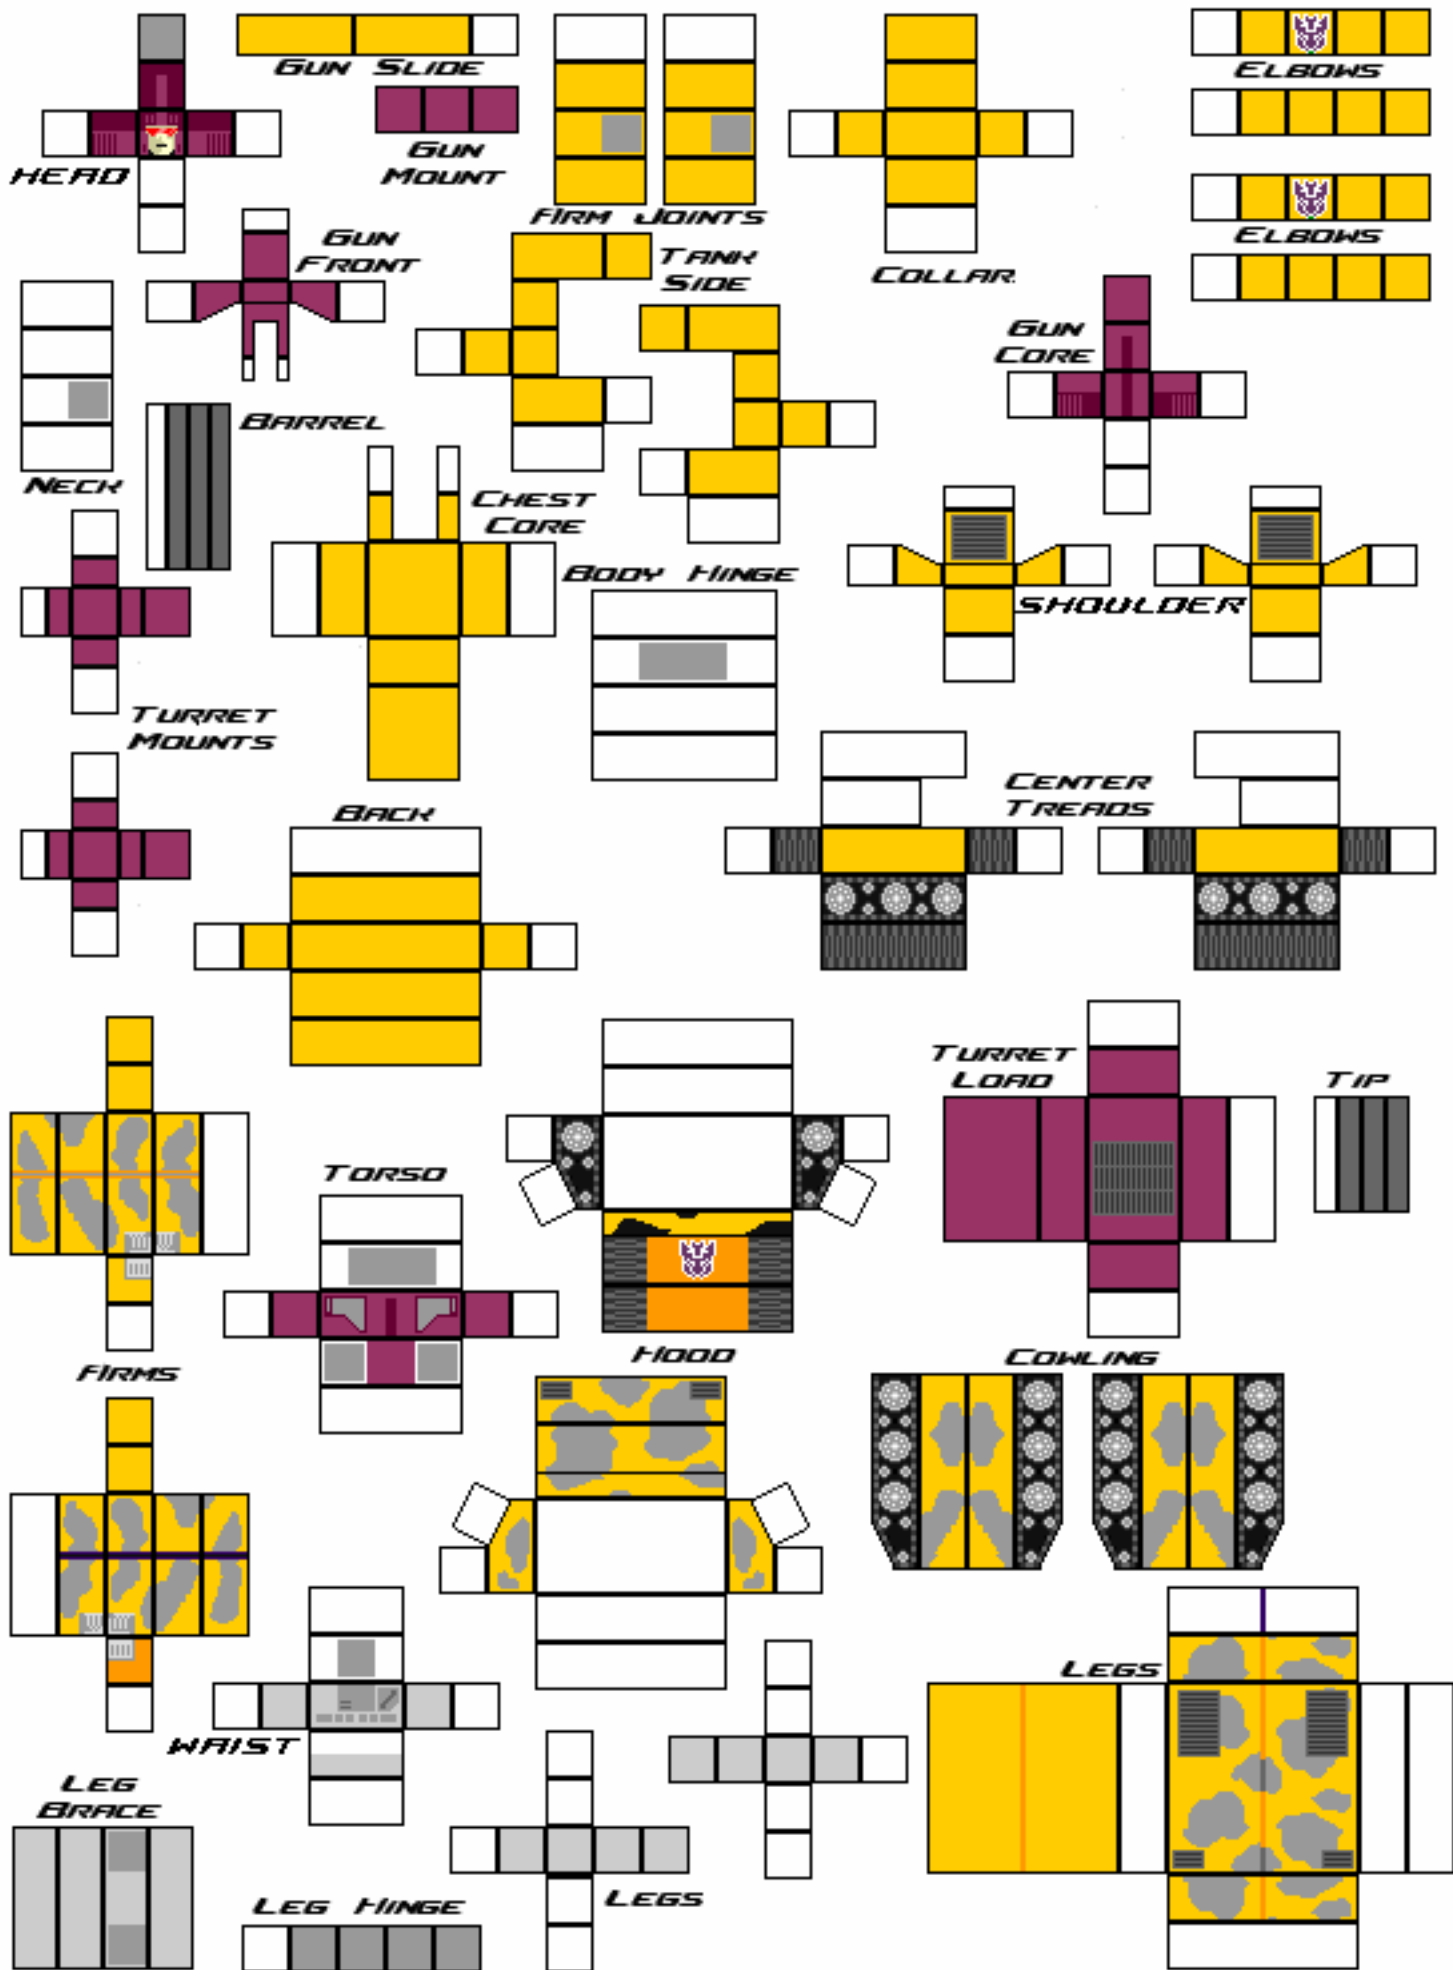 Gun Slide
Elbows
Head
Gun
Mount
Arm Joints
Elbows
Gun
Front
Tank
Side
Collar
Gun
Core
Barrel
Neck
Chest
Core
Body Hinge
Shoulder
Turret
Mounts
Center
Treads
Back
Turret
Load
Tip
Torso
Arms
Hood
Cowling
Legs
Waist
Leg
Brace
Legs
Leg Hinge